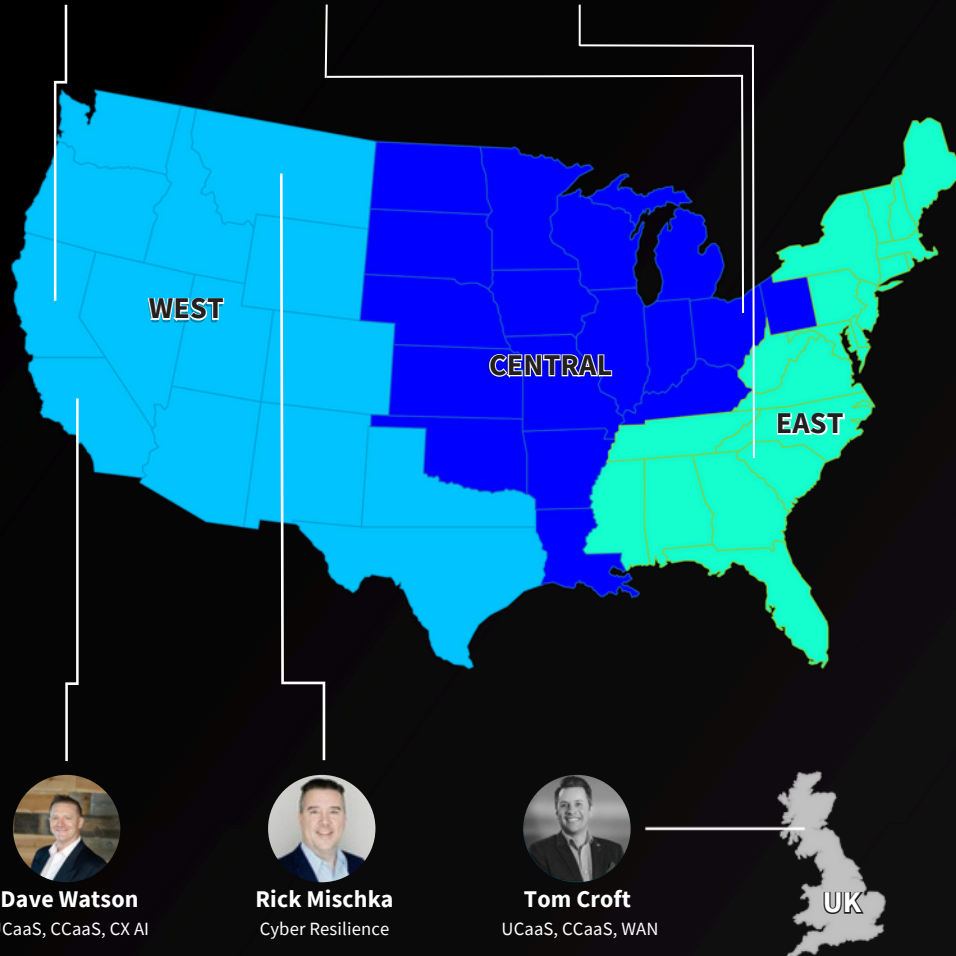 WEST
CENTRAL
EAST
Dave Watson
CaaS, CCaaS, CX AI
Rick Mischka
Cyber Resilience
Tom Croft
UCaaS, CCaaS, WAN
UK